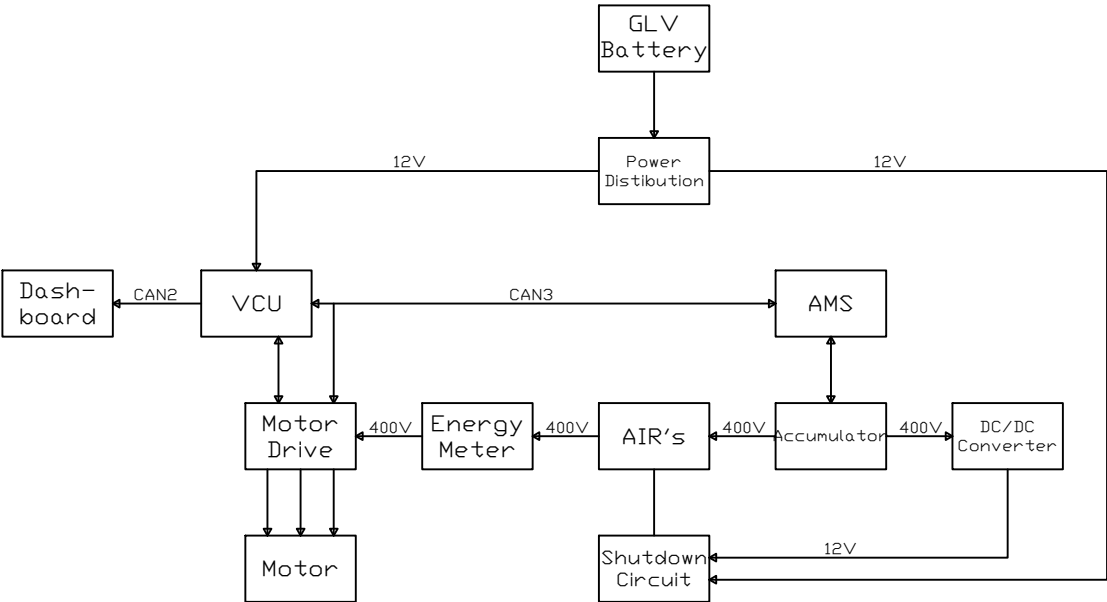 GLV
Battery
12V
Power
Distibution
12V
Dash-
board
CAN2
VCU
CAN3
AMS
Motor
Drive
400V
Energy
Meter
400V
AIR's
400V
Accumulator
400V
DC/DC
Converter
Motor
Shutdown
Circuit
12V